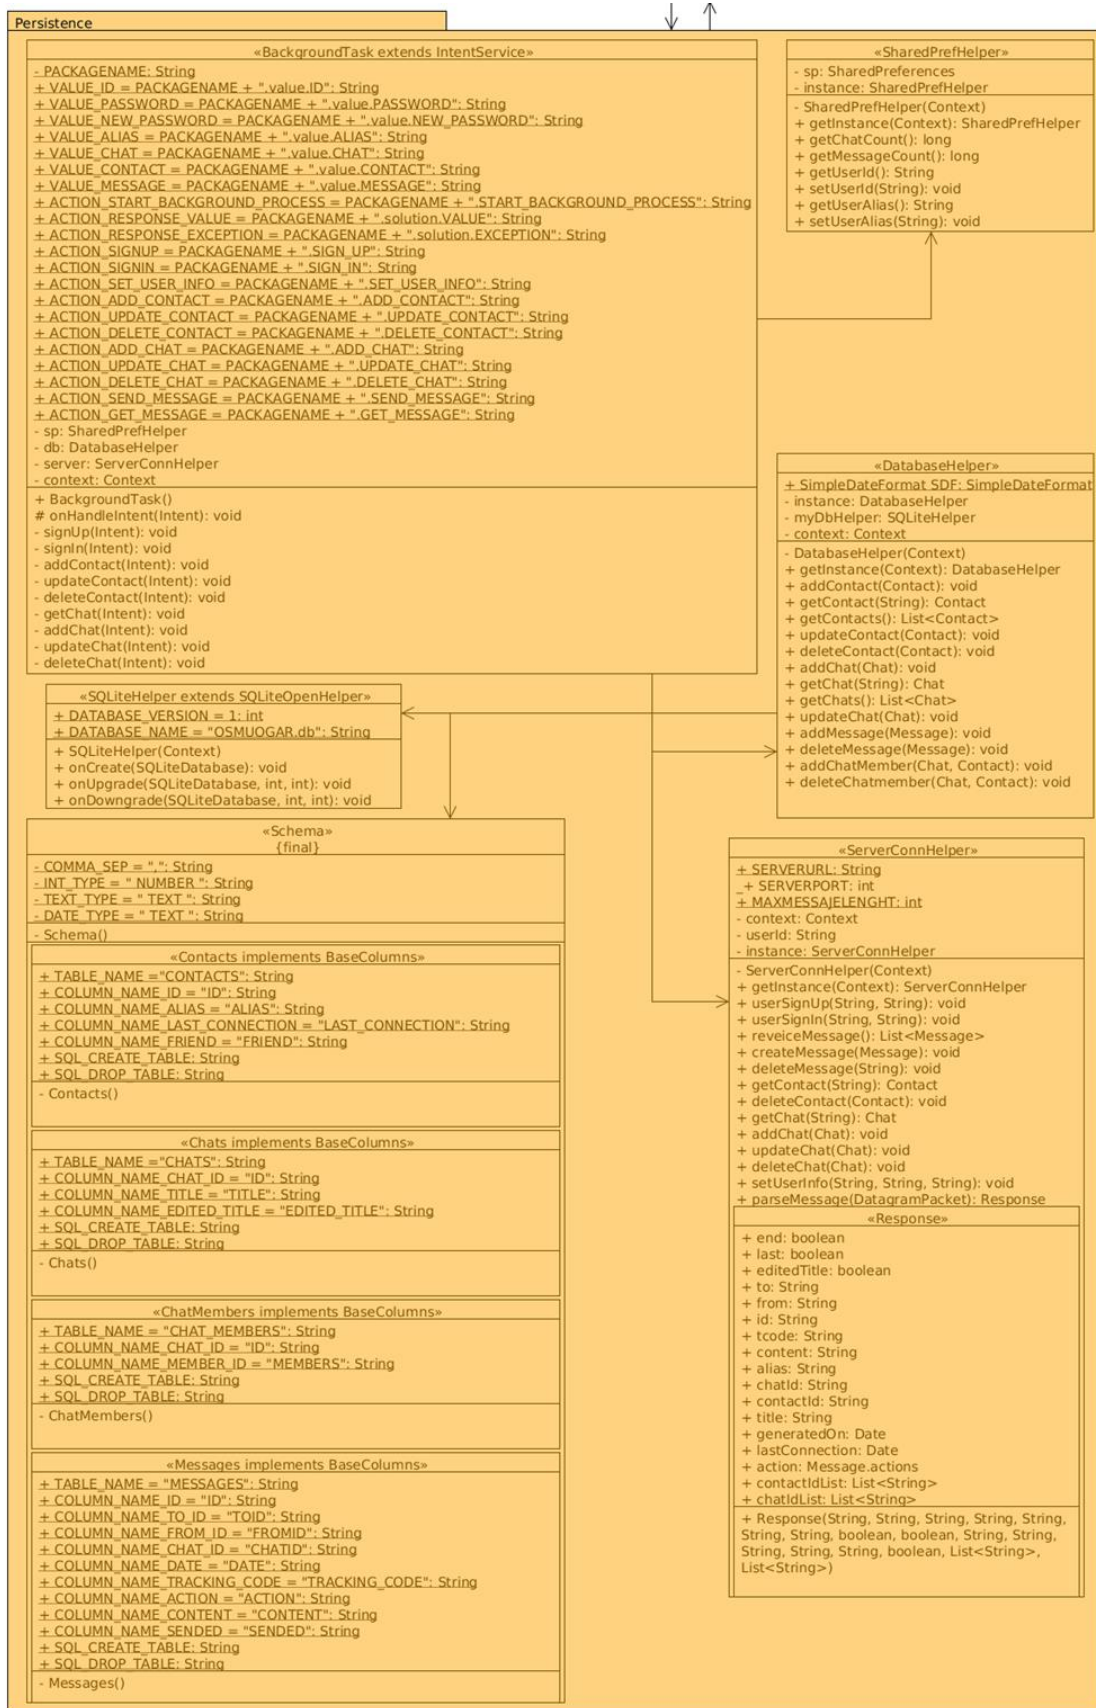 Persistence
«BackgroundTask extends IntentService»
- PACKAGENAME: String
+ VALUE_ID = PACKAGENAME + ".value.ID": String
+ VALUE_PASSWORD = PACKAGENAME + ".value.PASSWORD": String
+ VALUE_NEW_PASSWORD = PACKAGENAME + ".value.NEW_PASSWORD": String
+ VALUE_ALIAS = PACKAGENAME + ".value.ALIAS": String
+ VALUE_CHAT = PACKAGENAME + ".value.CHAT": String
+ VALUE_CONTACT = PACKAGENAME + ".value.CONTACT": String
+ VALUE_MESSAGE = PACKAGENAME + ".value.MESSAGE": String
+ ACTION_START_BACKGROUND_PROCESS = PACKAGENAME + ".START_BACKGROUND_PROCESS": String
+ ACTION_RESPONSE_VALUE = PACKAGENAME + ".solution.VALUE": String
+ ACTION_RESPONSE_EXCEPTION = PACKAGENAME + ".solution.EXCEPTION": String
+ ACTION_SIGNUP = PACKAGENAME + ".SIGN_UP": String
+ ACTION_SIGNIN = PACKAGENAME + ".SIGN_IN": String
+ ACTION_SET_USER_INFO = PACKAGENAME + ".SET_USER_INFO": String
+ ACTION_ADD_CONTACT = PACKAGENAME + ".ADD_CONTACT": String
+ ACTION_UPDATE_CONTACT = PACKAGENAME + ".UPDATE_CONTACT": String
+ ACTION_DELETE_CONTACT = PACKAGENAME + ".DELETE_CONTACT": String
+ ACTION_ADD_CHAT = PACKAGENAME + ".ADD_CHAT": String
+ ACTION_UPDATE_CHAT = PACKAGENAME + ".UPDATE_CHAT": String
+ ACTION_DELETE_CHAT = PACKAGENAME + ".DELETE_CHAT": String
+ ACTION_SEND_MESSAGE = PACKAGENAME + ".SEND_MESSAGE": String
+ ACTION_GET_MESSAGE = PACKAGENAME + ".GET_MESSAGE": String
- sp: SharedPrefHelper
- db: DatabaseHelper
- server: ServerConnHelper
- context: Context
+ BackgroundTask()
# onHandleIntent(Intent): void
- signUp(Intent): void
- signIn(Intent): void
- addContact(Intent): void
- updateContact(Intent): void
- deleteContact(Intent): void
- getChat(Intent): void
- addChat(Intent): void
- updateChat(Intent): void
- deleteChat(Intent): void
«SharedPrefHelper»
- sp: SharedPreferences
- instance: SharedPrefHelper
- SharedPrefHelper(Context)
+ getInstance(Context): SharedPrefHelper
+ getChatCount(): long
+ getMessageCount(): long
+ getUserId(): String
+ setUserId(String): void
+ getUserAlias(): String
+ setUserAlias(String): void
«DatabaseHelper»
+ SimpleDateFormat SDF: SimpleDateFormat
- instance: DatabaseHelper
- myDbHelper: SQLiteHelper
- context: Context
- DatabaseHelper(Context)
+ getInstance(Context): DatabaseHelper
+ addContact(Contact): void
+ getContact(String): Contact
+ getContacts(): List<Contact>
+ updateContact(Contact): void
+ deleteContact(Contact): void
+ addChat(Chat): void
+ getChat(String): Chat
+ getChats(): List<Chat>
+ updateChat(Chat): void
+ addMessage(Message): void
+ deleteMessage(Message): void
+ addChatMember(Chat, Contact): void
+ deleteChatmember(Chat, Contact): void
«SQLiteHelper extends SQLiteOpenHelper»
+ DATABASE_VERSION = 1: int
+ DATABASE_NAME = "OSMUOGAR.db": String
+ SQLiteHelper(Context)
+ onCreate(SQLiteDatabase): void
+ onUpgrade(SQLiteDatabase, int, int): void
+ onDowngrade(SQLiteDatabase, int, int): void
«Schema»
{final}
- COMMA_SEP = ",": String
- INT_TYPE = " NUMBER ": String
- TEXT_TYPE = " TEXT ": String
- DATE_TYPE = " TEXT ": String
- Schema()
«Contacts implements BaseColumns»
+ TABLE_NAME ="CONTACTS": String
+ COLUMN_NAME_ID = "ID": String
+ COLUMN_NAME_ALIAS = "ALIAS": String
+ COLUMN_NAME_LAST_CONNECTION = "LAST_CONNECTION": String
+ COLUMN_NAME_FRIEND = "FRIEND": String
+ SQL_CREATE_TABLE: String
+ SQL_DROP_TABLE: String
- Contacts()
«Chats implements BaseColumns»
+ TABLE_NAME ="CHATS": String
+ COLUMN_NAME_CHAT_ID = "ID": String
+ COLUMN_NAME_TITLE = "TITLE": String
+ COLUMN_NAME_EDITED_TITLE = "EDITED_TITLE": String
+ SQL_CREATE_TABLE: String
+ SQL_DROP_TABLE: String
- Chats()
«ChatMembers implements BaseColumns»
+ TABLE_NAME = "CHAT_MEMBERS": String
+ COLUMN_NAME_CHAT_ID = "ID": String
+ COLUMN_NAME_MEMBER_ID = "MEMBERS": String
+ SQL_CREATE_TABLE: String
+ SQL_DROP_TABLE: String
- ChatMembers()
«Messages implements BaseColumns»
+ TABLE_NAME = "MESSAGES": String
+ COLUMN_NAME_ID = "ID": String
+ COLUMN_NAME_TO_ID = "TOID": String
+ COLUMN_NAME_FROM_ID = "FROMID": String
+ COLUMN_NAME_CHAT_ID = "CHATID": String
+ COLUMN_NAME_DATE = "DATE": String
+ COLUMN_NAME_TRACKING_CODE = "TRACKING_CODE": String
+ COLUMN_NAME_ACTION = "ACTION": String
+ COLUMN_NAME_CONTENT = "CONTENT": String
+ COLUMN_NAME_SENDED = "SENDED": String
+ SQL_CREATE_TABLE: String
+ SQL_DROP_TABLE: String
- Messages()
«ServerConnHelper»
+ SERVERURL: String
_+ SERVERPORT: int
+ MAXMESSAJELENGHT: int
- context: Context
- userId: String
- instance: ServerConnHelper
- ServerConnHelper(Context)
+ getInstance(Context): ServerConnHelper
+ userSignUp(String, String): void
+ userSignIn(String, String): void
+ reveiceMessage(): List<Message>
+ createMessage(Message): void
+ deleteMessage(String): void
+ getContact(String): Contact
+ deleteContact(Contact): void
+ getChat(String): Chat
+ addChat(Chat): void
+ updateChat(Chat): void
+ deleteChat(Chat): void
+ setUserInfo(String, String, String): void
+ parseMessage(DatagramPacket): Response
«Response»
+ end: boolean
+ last: boolean
+ editedTitle: boolean
+ to: String
+ from: String
+ id: String
+ tcode: String
+ content: String
+ alias: String
+ chatId: String
+ contactId: String
+ title: String
+ generatedOn: Date
+ lastConnection: Date
+ action: Message.actions
+ contactIdList: List<String>
+ chatIdList: List<String>
+ Response(String, String, String, String, String,
String, String, boolean, boolean, String, String,
String, String, String, boolean, List<String>,
List<String>)